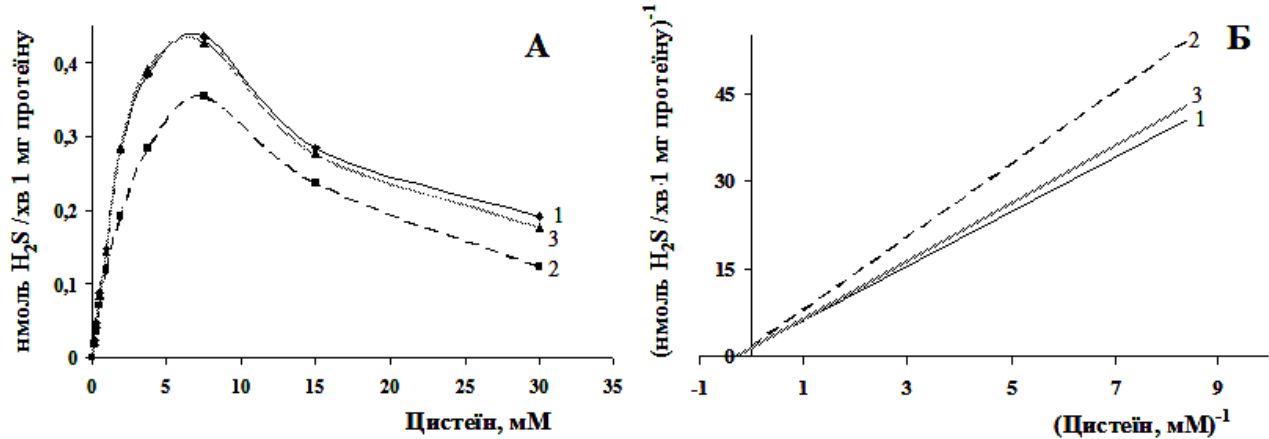 А
нмоль H₂S /хв 1 мг протеїну
0,4
0,3
0,2
0,1
0
0 5 10 15 20 25 30 35
1
3
2
Цистеїн, мМ
Б
(нмоль H₂S /хв·1 мг протеїну)⁻¹
45
30
15
0
-1 1 3 5 7 9
2
3
1
(Цистеїн, мМ)⁻¹